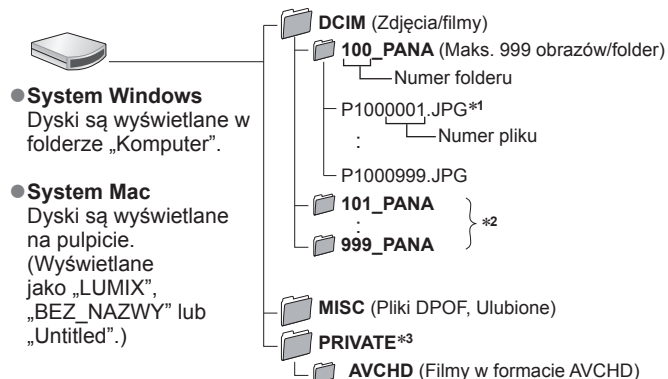 ●System Windows
Dyski są wyświetlane w
folderze „Komputer”.
●System Mac
Dyski są wyświetlane
na pulpicie.
(Wyświetlane
jako „LUMIX”,
„BEZ_NAZWY” lub
„Untitled”.)
DCIM (Zdjęcia/filmy)
100_PANA (Maks. 999 obrazów/folder)
Numer folderu
P1000001.JPG*1
Numer pliku
:
P1000999.JPG
101_PANA
:
*2
999_PANA
MISC (Pliki DPOF, Ulubione)
PRIVATE*3
AVCHD (Filmy w formacie AVCHD)